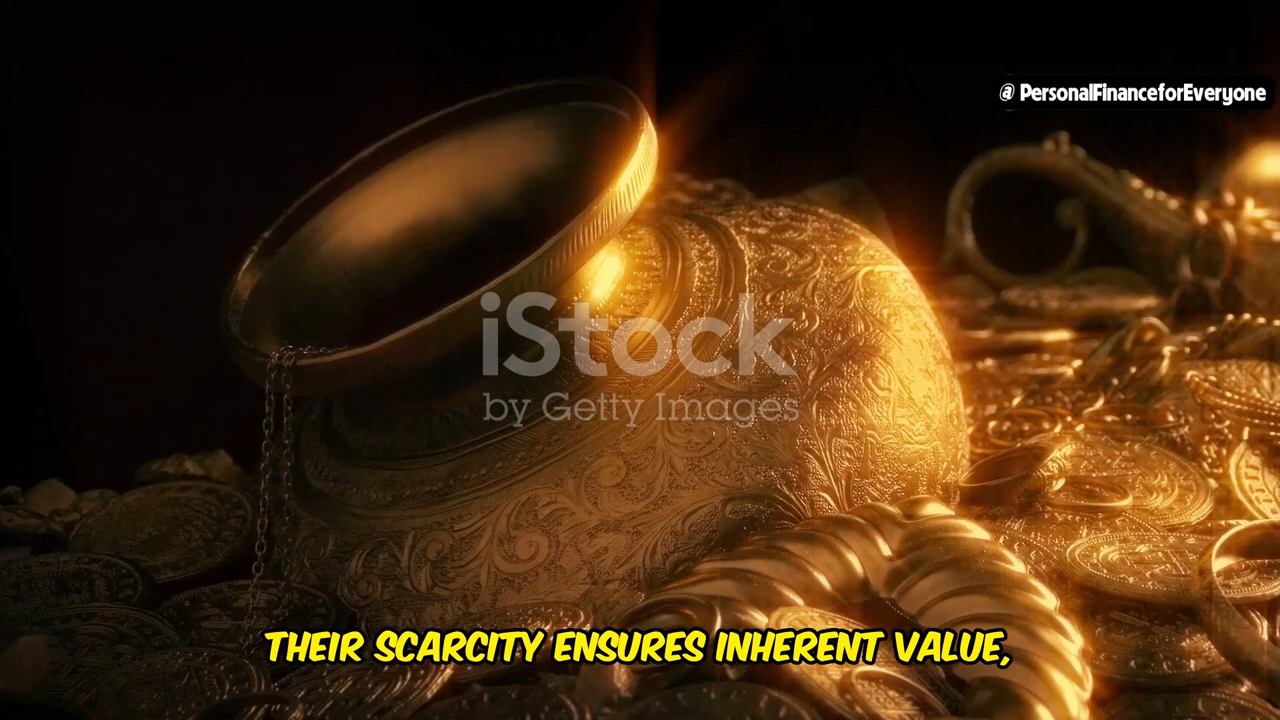 @ PersonalFinanceforEveryone
iStock
by Getty Images
THEIR SCARCITY ENSURES INHERENT VALUE,